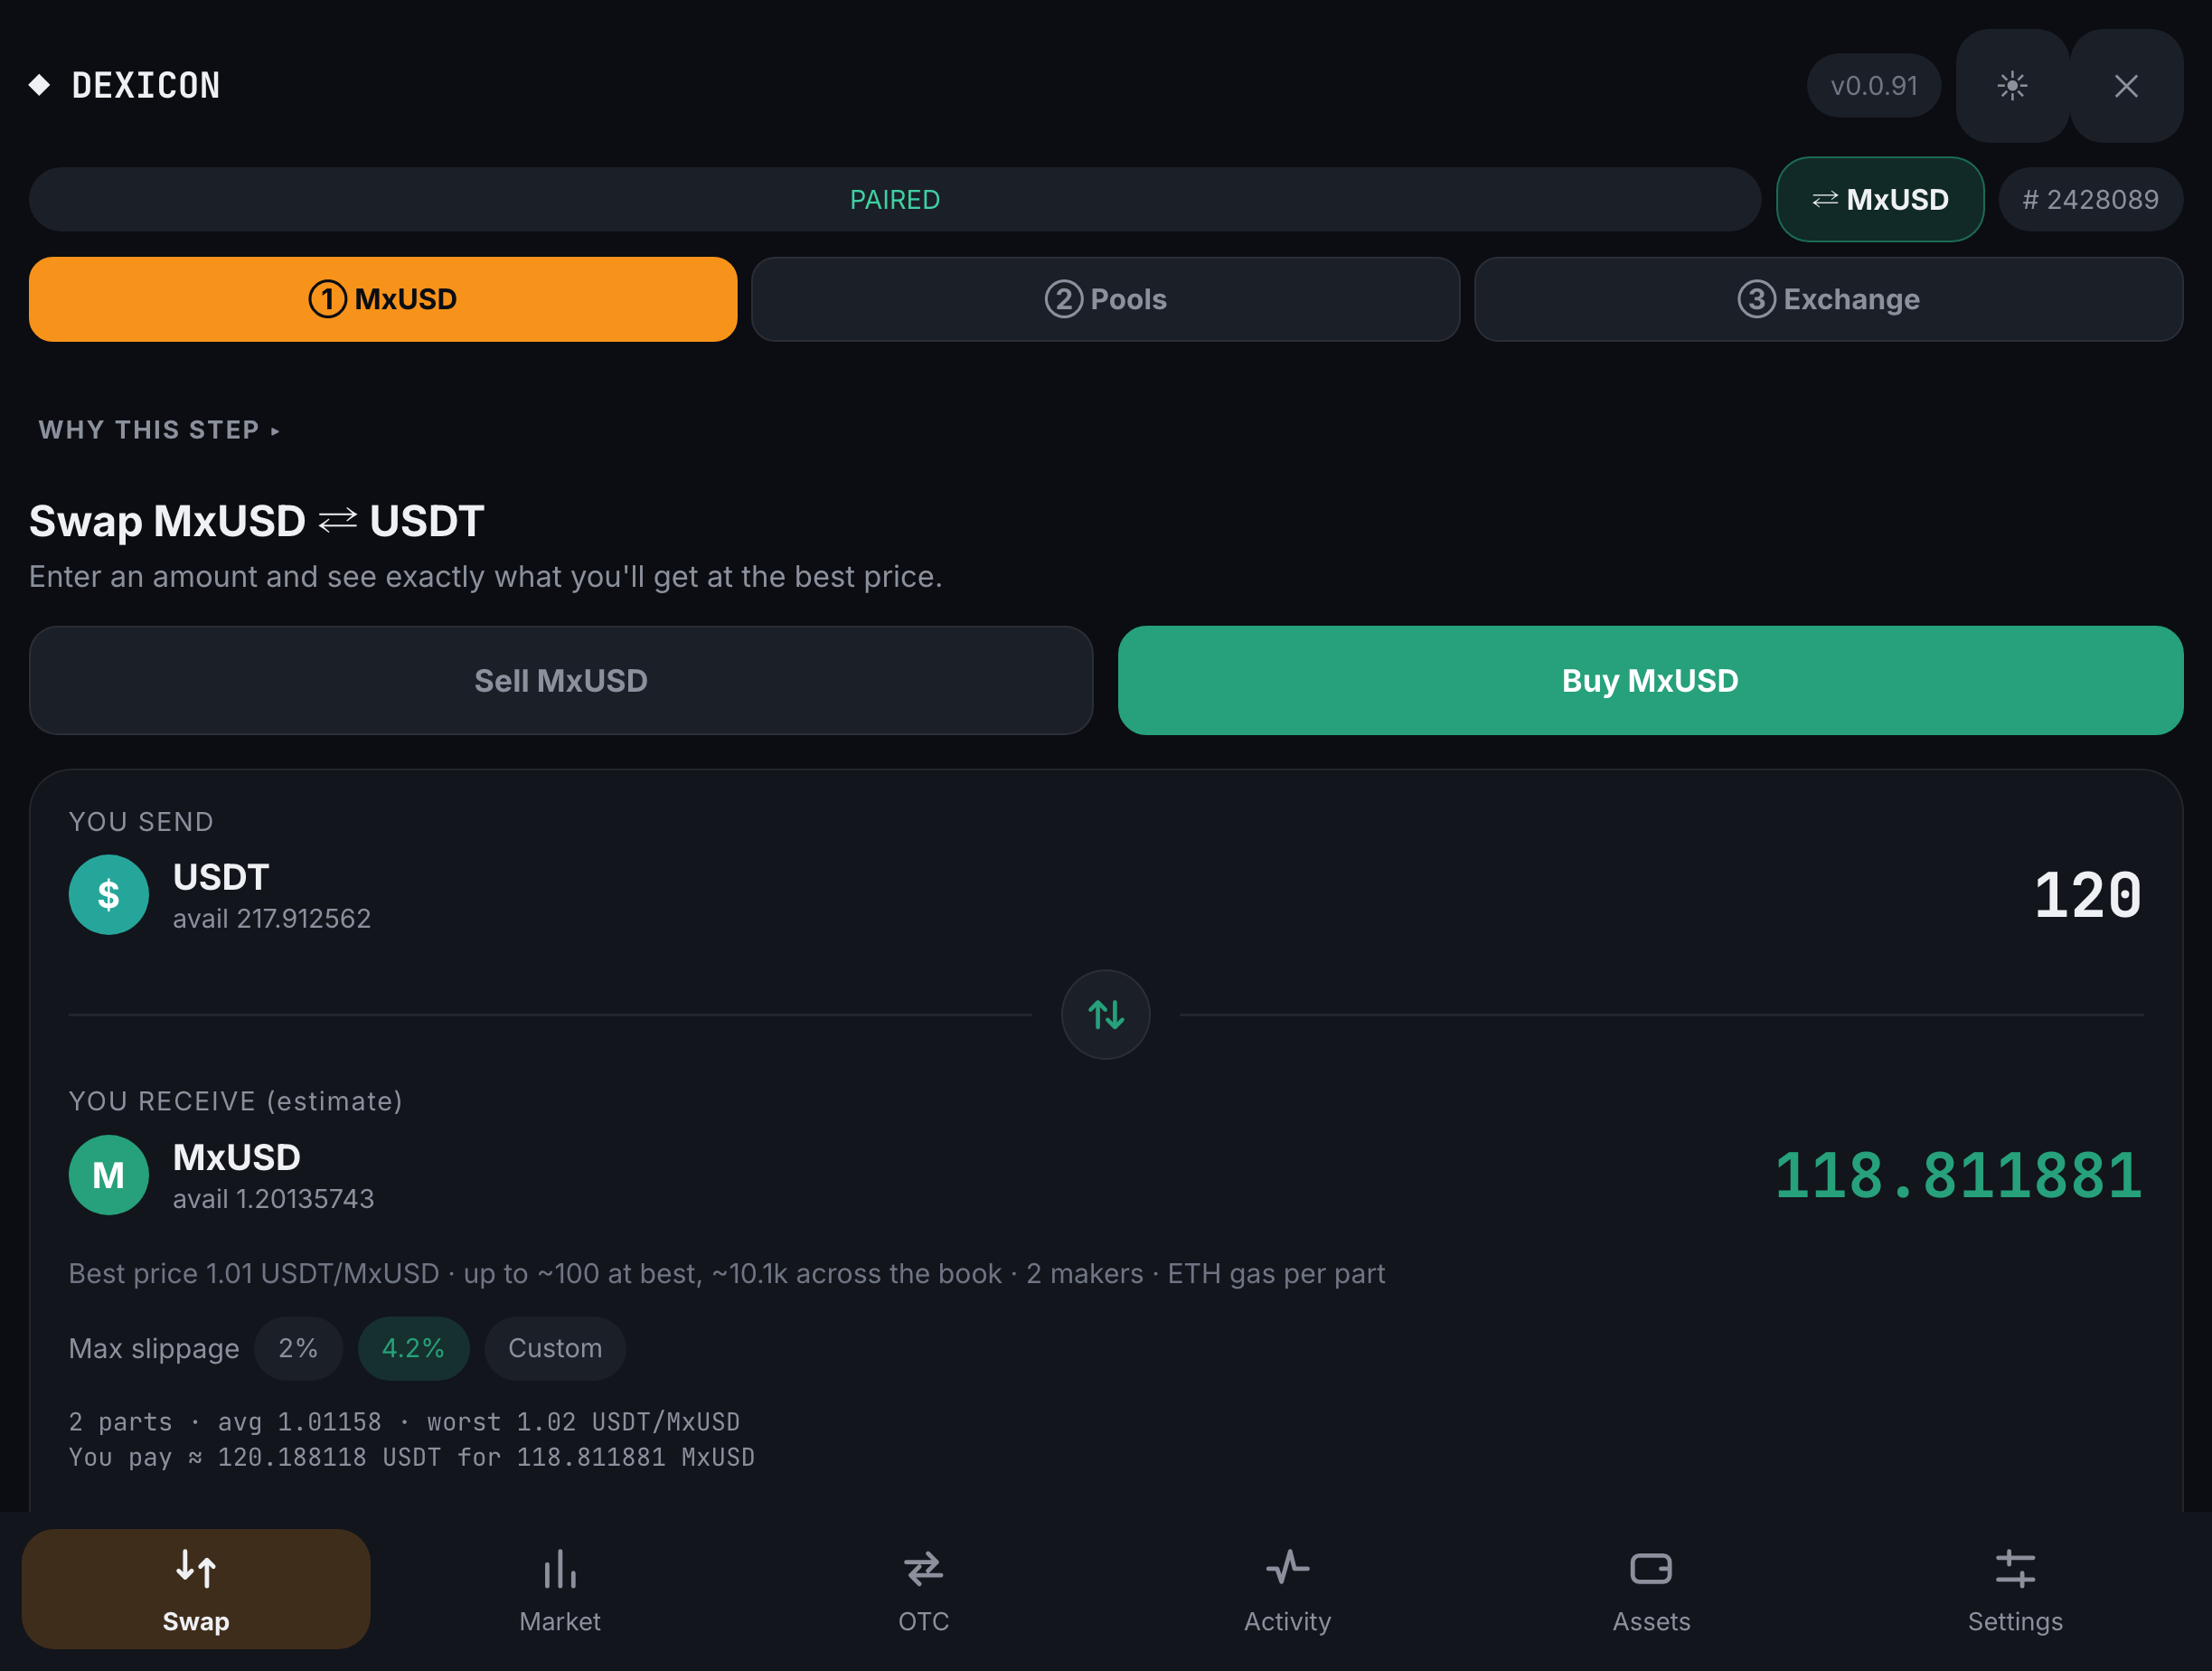 ◆ DEXICON
v0.0.91
PAIRED
⇄ MxUSD
# 2428089
① MxUSD
② Pools
③ Exchange
WHY THIS STEP ▸
Swap MxUSD ⇄ USDT
Enter an amount and see exactly what you'll get at the best price.
Sell MxUSD
Buy MxUSD
YOU SEND
$
USDT
avail 217.912562
120
YOU RECEIVE (estimate)
M
MxUSD
avail 1.20135743
118.811881
Best price 1.01 USDT/MxUSD · up to ~100 at best, ~10.1k across the book · 2 makers · ETH gas per part
Max slippage 2% 4.2% Custom
2 parts · avg 1.01158 · worst 1.02 USDT/MxUSD
You pay ≈ 120.188118 USDT for 118.811881 MxUSD
Swap
Market
OTC
Activity
Assets
Settings